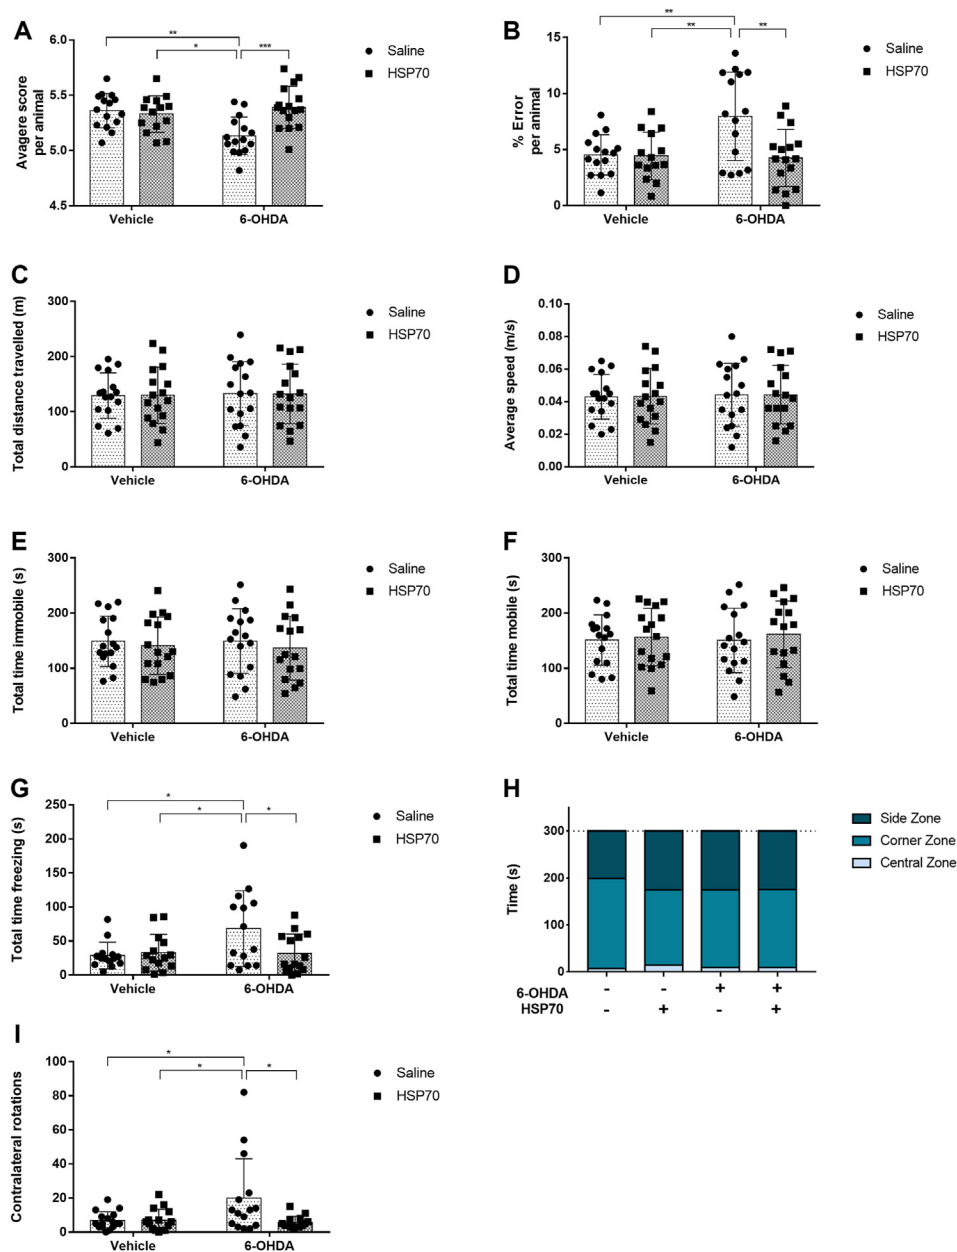 A
Avagere score
per animal
6.0
5.5
5.0
4.5
**
*
***
Vehicle
6-OHDA
Saline
HSP70
B
% Error
per animal
15
10
5
0
**
**
**
Vehicle
6-OHDA
Saline
HSP70
C
Total distance travelled (m)
300
200
100
0
Vehicle
6-OHDA
Saline
HSP70
D
Average speed (m/s)
0.10
0.08
0.06
0.04
0.02
0.00
Vehicle
6-OHDA
Saline
HSP70
E
Total time immobile (s)
300
200
100
0
Vehicle
6-OHDA
Saline
HSP70
F
Total time mobile (s)
300
200
100
0
Vehicle
6-OHDA
Saline
HSP70
G
Total time freezing (s)
250
200
150
100
50
0
*
*
*
Vehicle
6-OHDA
Saline
HSP70
H
Time (s)
300
200
100
0
Side Zone
Corner Zone
Central Zone
6-OHDA - - + +
HSP70 - + - +
I
Contralateral rotations
100
80
60
40
20
0
*
*
*
Vehicle
6-OHDA
Saline
HSP70